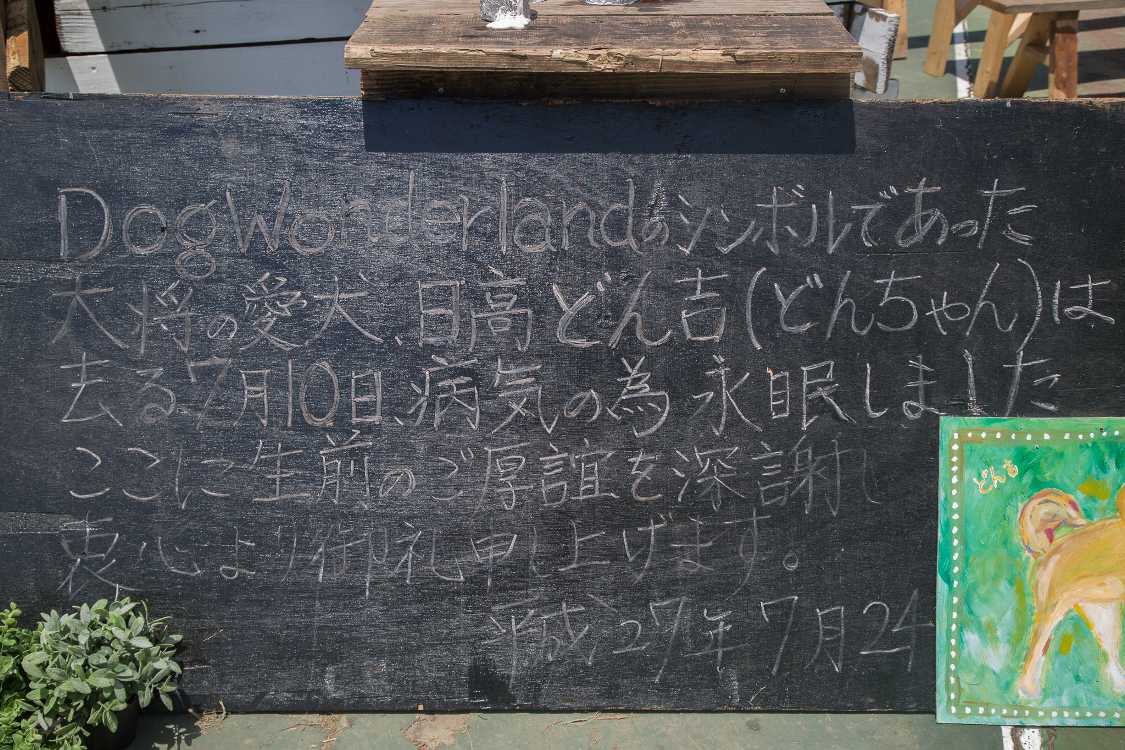 DogWonderlandのシンボルであった
大将の愛犬、日高どん吉(どんちゃん)は
去る7月10日、病気の為永眠しました
ここに生前のご厚誼を深謝し
衷心より御礼申し上げます。
平成27年7月24
どん吉